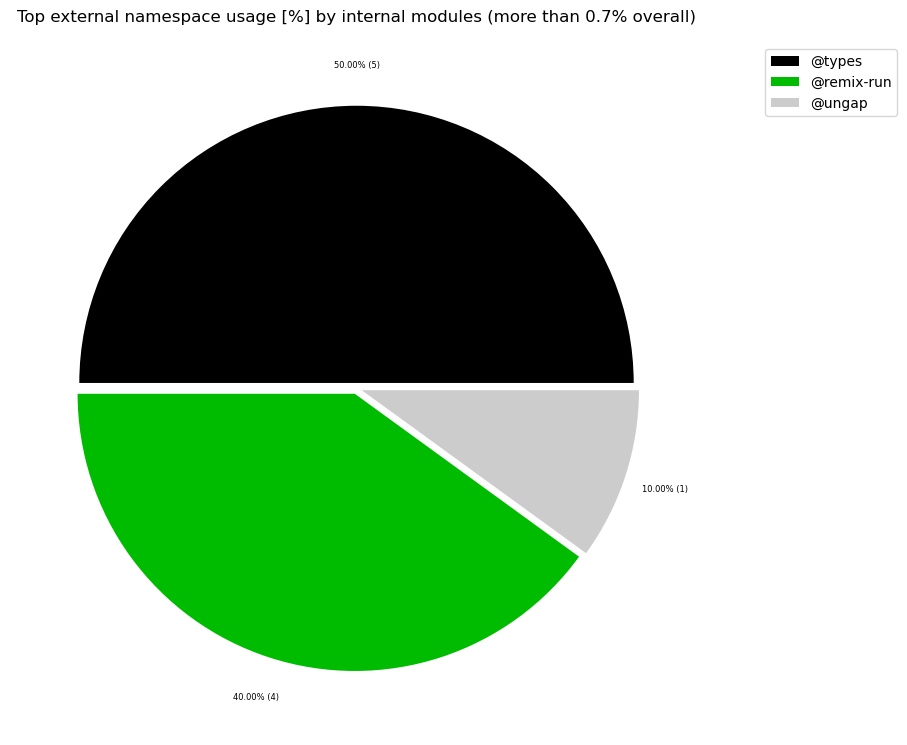 Top external namespace usage [%] by internal modules (more than 0.7% overall)
50.00% (5)
@types
@remix-run
@ungap
10.00% (1)
40.00% (4)